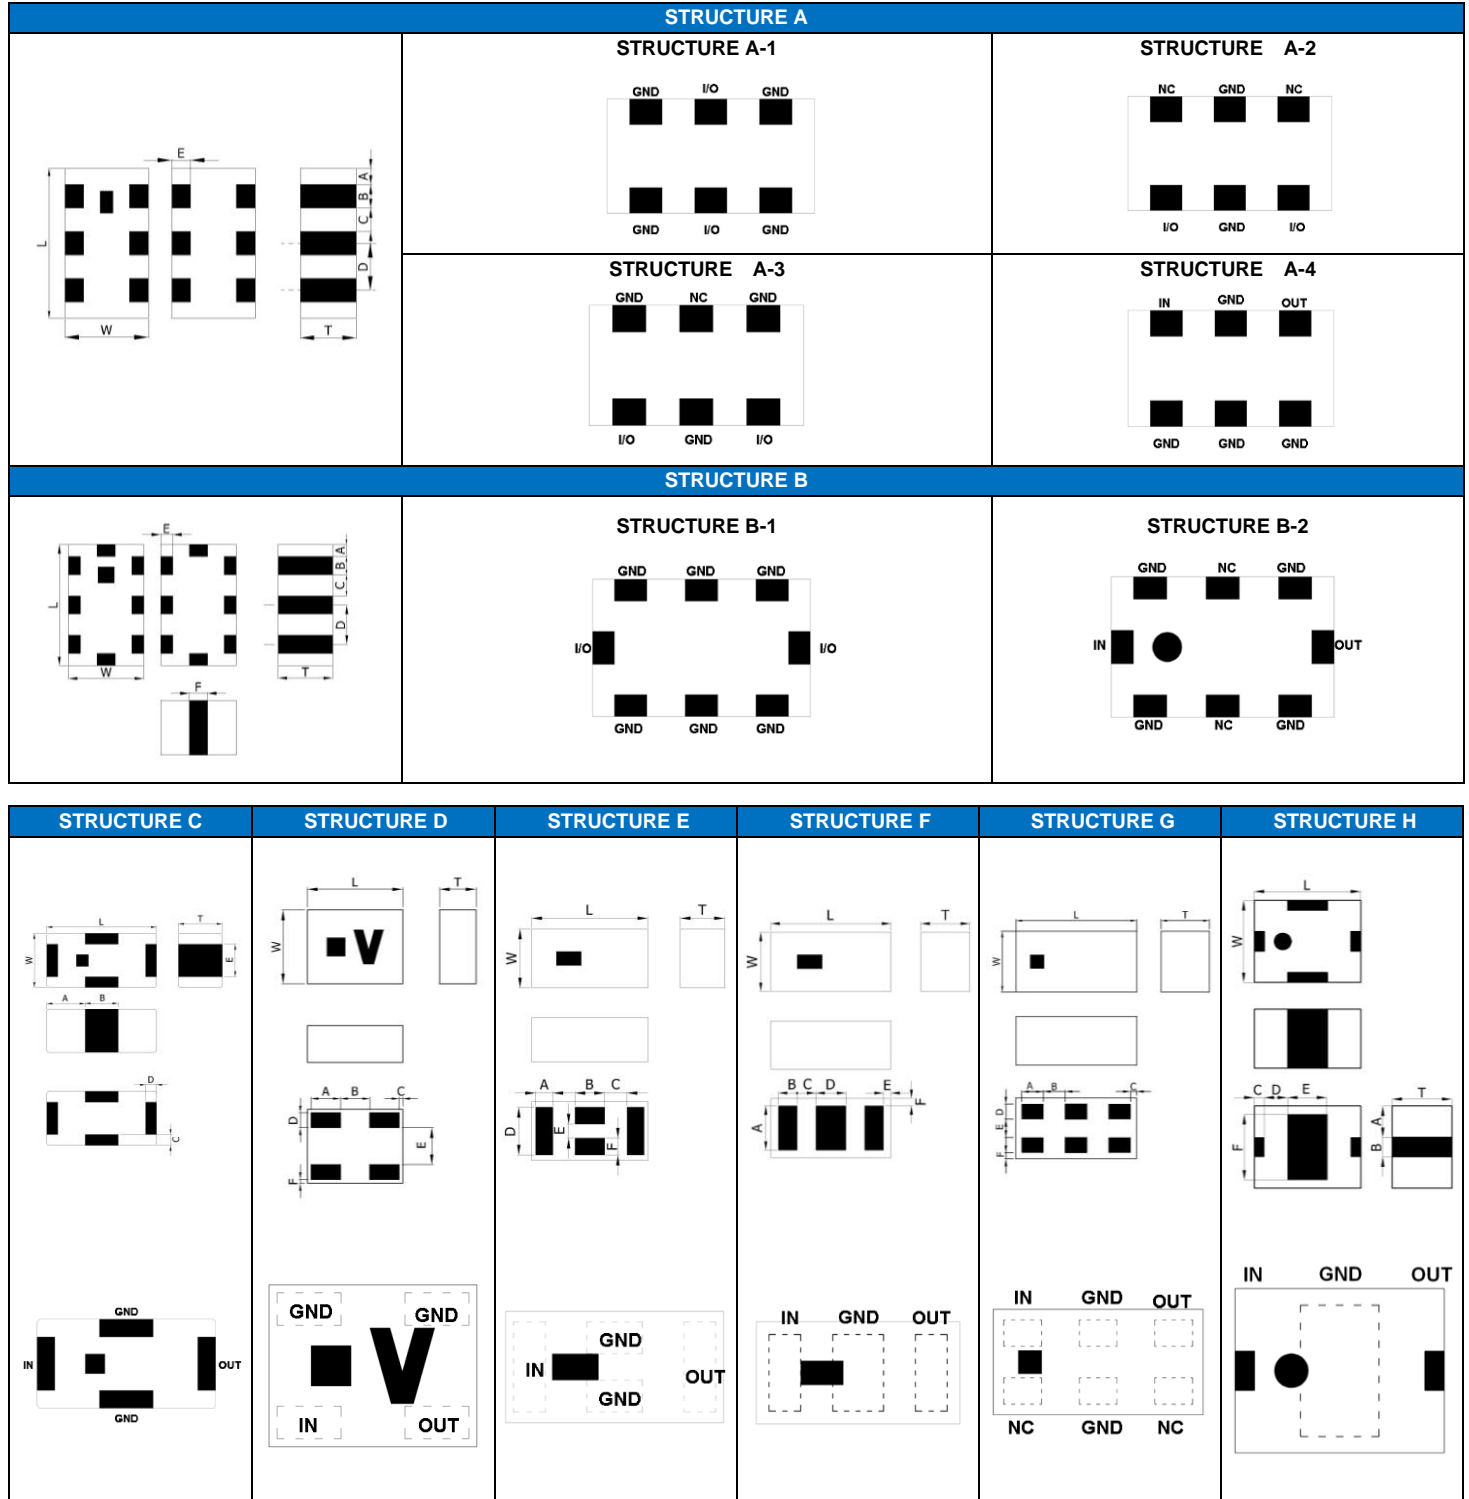 STRUCTURE A
STRUCTURE A-1
GND I/O GND
GND I/O GND
STRUCTURE A-2
NC GND NC
I/O GND I/O
E
L
W
A
B
C
D
T
STRUCTURE A-3
GND NC GND
I/O GND I/O
STRUCTURE A-4
IN GND OUT
GND GND GND
STRUCTURE B
E
L
W
A
B
C
D
T
F
STRUCTURE B-1
GND GND GND
I/O I/O
GND GND GND
STRUCTURE B-2
GND NC GND
IN OUT
GND NC GND
STRUCTURE C
L T
W E
A B
D
C
GND
IN OUT
GND
STRUCTURE D
L T
W
A B C
D E
F
GND GND
V
IN OUT
STRUCTURE E
L T
W
A B C
D E F
GND
IN OUT
GND
STRUCTURE F
L T
W
B C D E
F
A
IN GND OUT
STRUCTURE G
L T
W
A B C
D
E
F
IN GND OUT
NC GND NC
STRUCTURE H
L
W
C D E T
A
F B
IN GND OUT